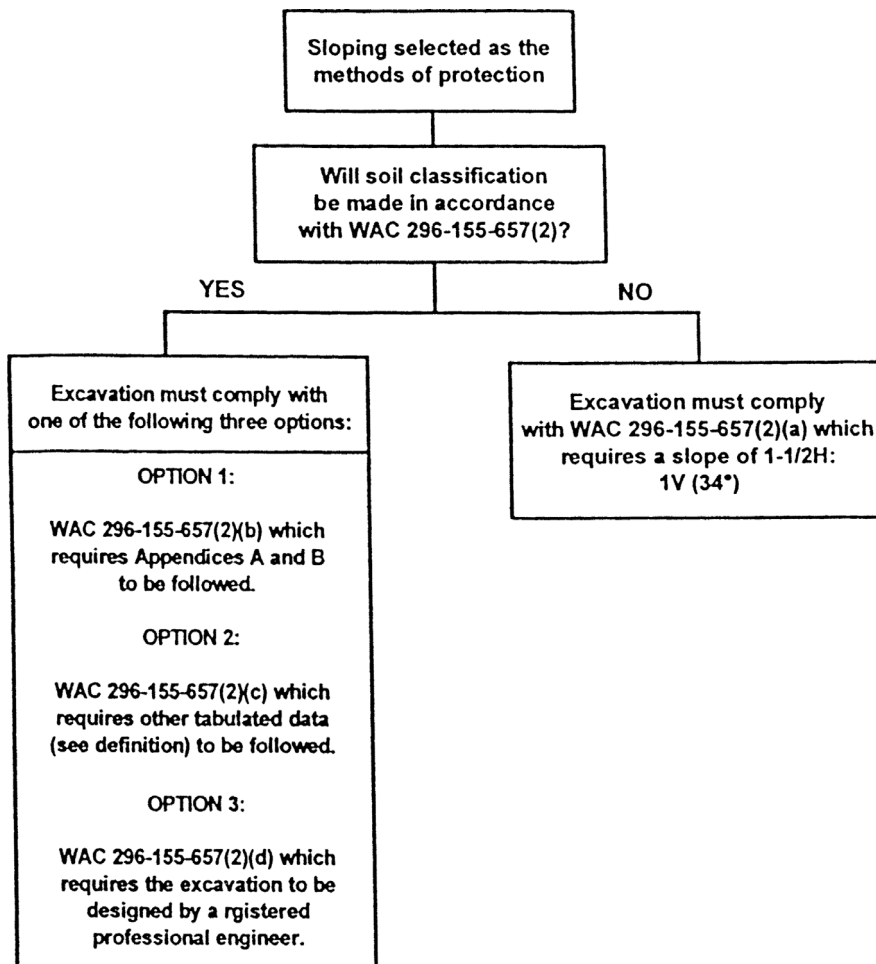 Sloping selected as the
methods of protection
Will soil classification
be made in accordance
with WAC 296-155-657(2)?
YES
NO
Excavation must comply with
one of the following three options:
OPTION 1:
WAC 296-155-657(2)(b) which
requires Appendices A and B
to be followed.
OPTION 2:
WAC 296-155-657(2)(c) which
requires other tabulated data
(see definition) to be followed.
OPTION 3:
WAC 296-155-657(2)(d) which
requires the excavation to be
designed by a rgistered
professional engineer.
Excavation must comply
with WAC 296-155-657(2)(a) which
requires a slope of 1-1/2H:
1V (34°)